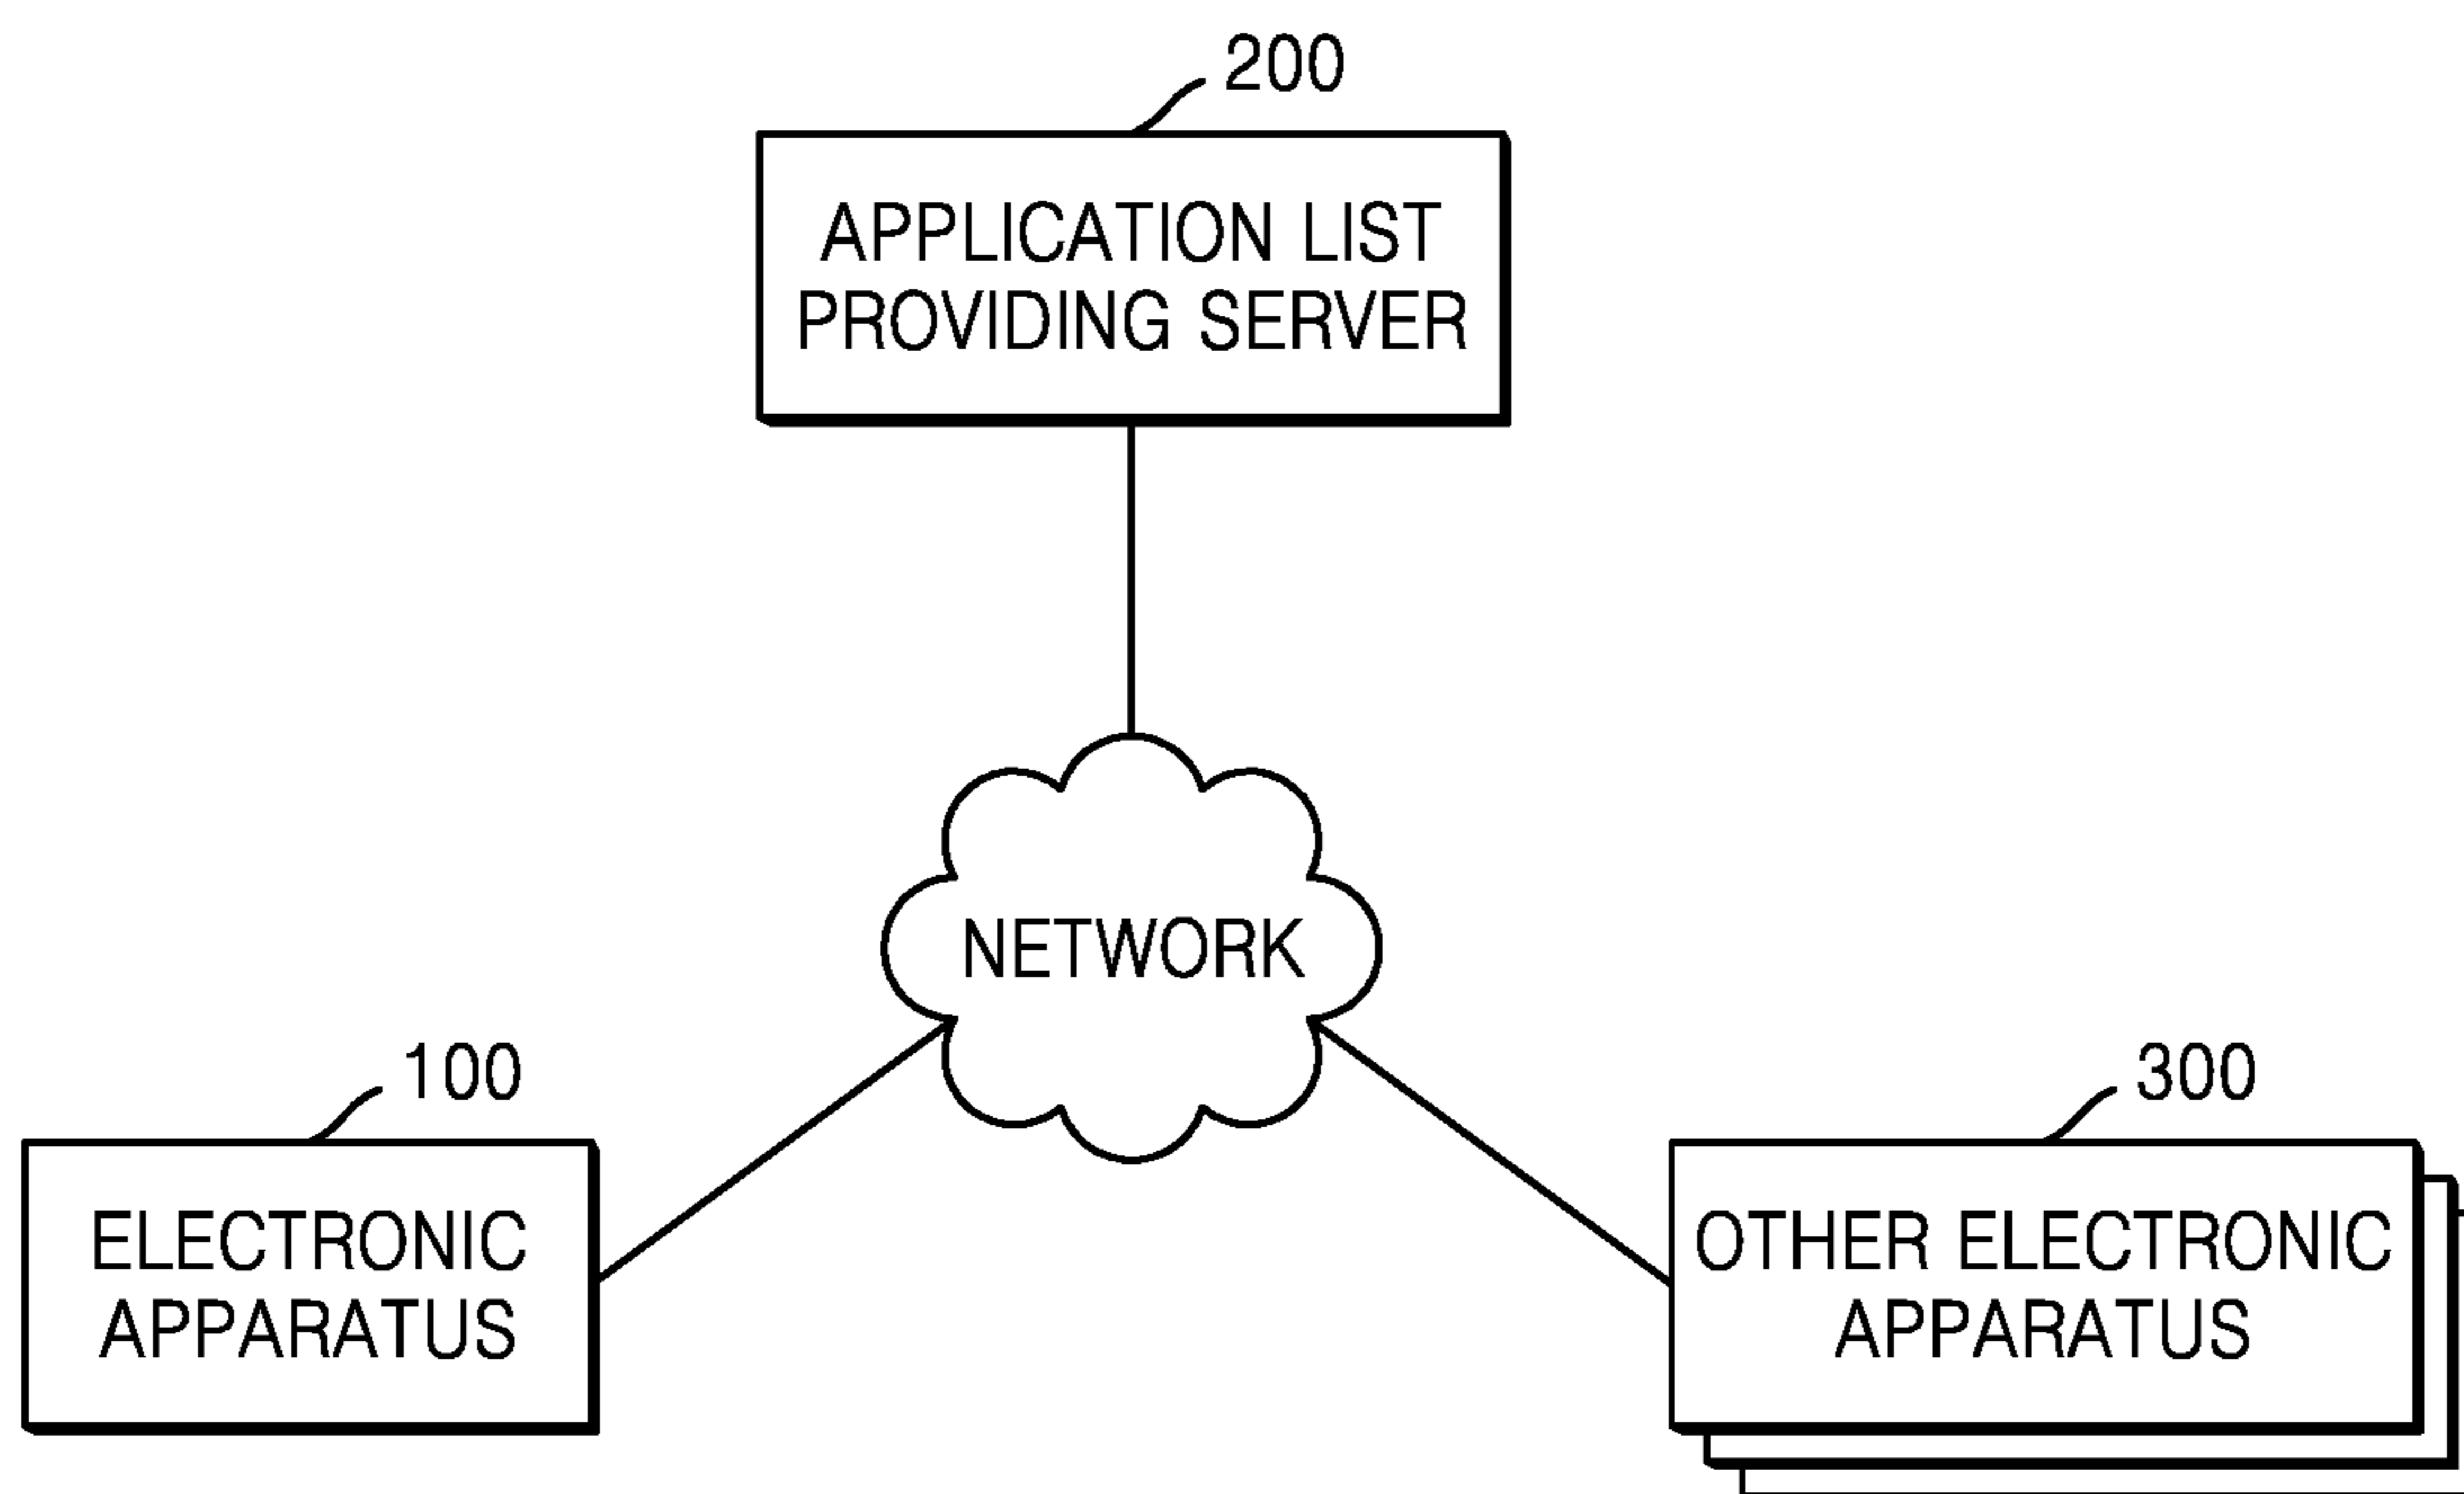 200
APPLICATION LIST
PROVIDING SERVER
NETWORK
100
ELECTRONIC
APPARATUS
300
OTHER ELECTRONIC
APPARATUS